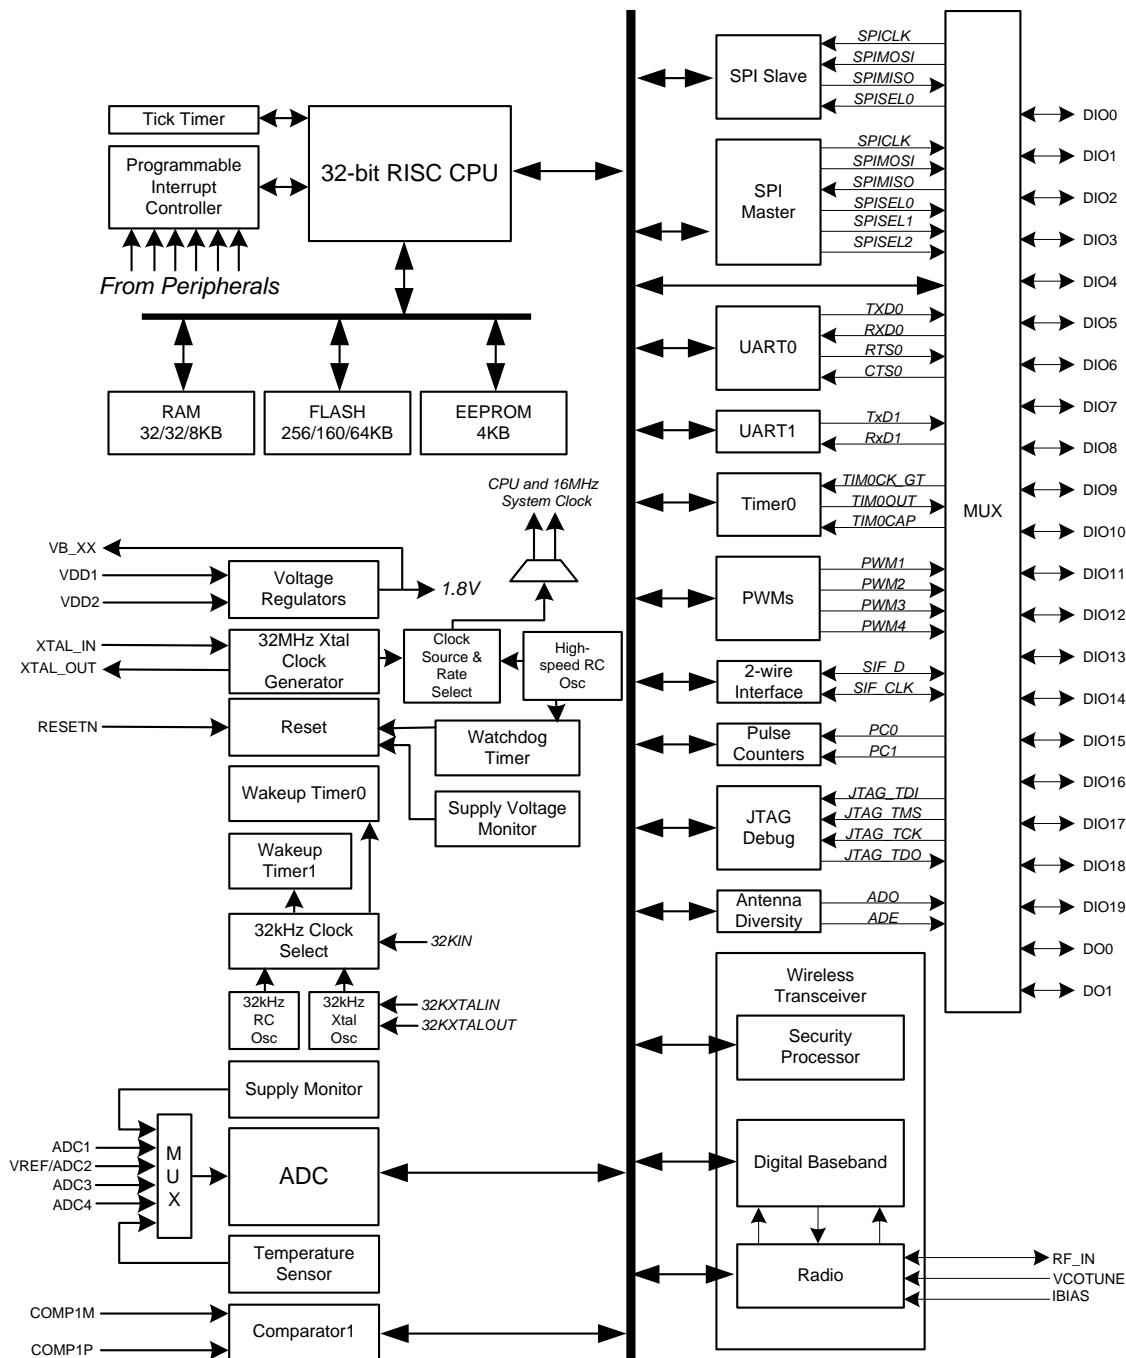 Tick Timer
Programmable
Interrupt
Controller
From Peripherals
32-bit RISC CPU
RAM
32/32/8KB
FLASH
256/160/64KB
EEPROM
4KB
CPU and 16MHz
System Clock
VB_XX
VDD1
VDD2
Voltage
Regulators
1.8V
XTAL_IN
XTAL_OUT
32MHz Xtal
Clock
Generator
Clock
Source &
Rate
Select
High-
speed RC
Osc
RESETN
Reset
Watchdog
Timer
Wakeup Timer0
Supply Voltage
Monitor
Wakeup
Timer1
32kHz Clock
Select
32KIN
32kHz
RC
Osc
32kHz
Xtal
Osc
32KXTALIN
32KXTALOUT
Supply Monitor
ADC1
VREF/ADC2
ADC3
ADC4
M
U
X
ADC
Temperature
Sensor
COMP1M
COMP1P
Comparator1
SPI Slave
SPICLK
SPIMOSI
SPIMISO
SPISEL0
SPI
Master
SPICLK
SPIMOSI
SPIMISO
SPISEL0
SPISEL1
SPISEL2
UART0
TXD0
RXD0
RTS0
CTS0
UART1
TxD1
RxD1
Timer0
TIM0CK_GT
TIM0OUT
TIM0CAP
PWMs
PWM1
PWM2
PWM3
PWM4
2-wire
Interface
SIF_D
SIF_CLK
Pulse
Counters
PC0
PC1
JTAG
Debug
JTAG_TDI
JTAG_TMS
JTAG_TCK
JTAG_TDO
Antenna
Diversity
ADO
ADE
MUX
DIO0
DIO1
DIO2
DIO3
DIO4
DIO5
DIO6
DIO7
DIO8
DIO9
DIO10
DIO11
DIO12
DIO13
DIO14
DIO15
DIO16
DIO17
DIO18
DIO19
DO0
DO1
Wireless
Transceiver
Security
Processor
Digital Baseband
Radio
RF_IN
VCOTUNE
IBIAS